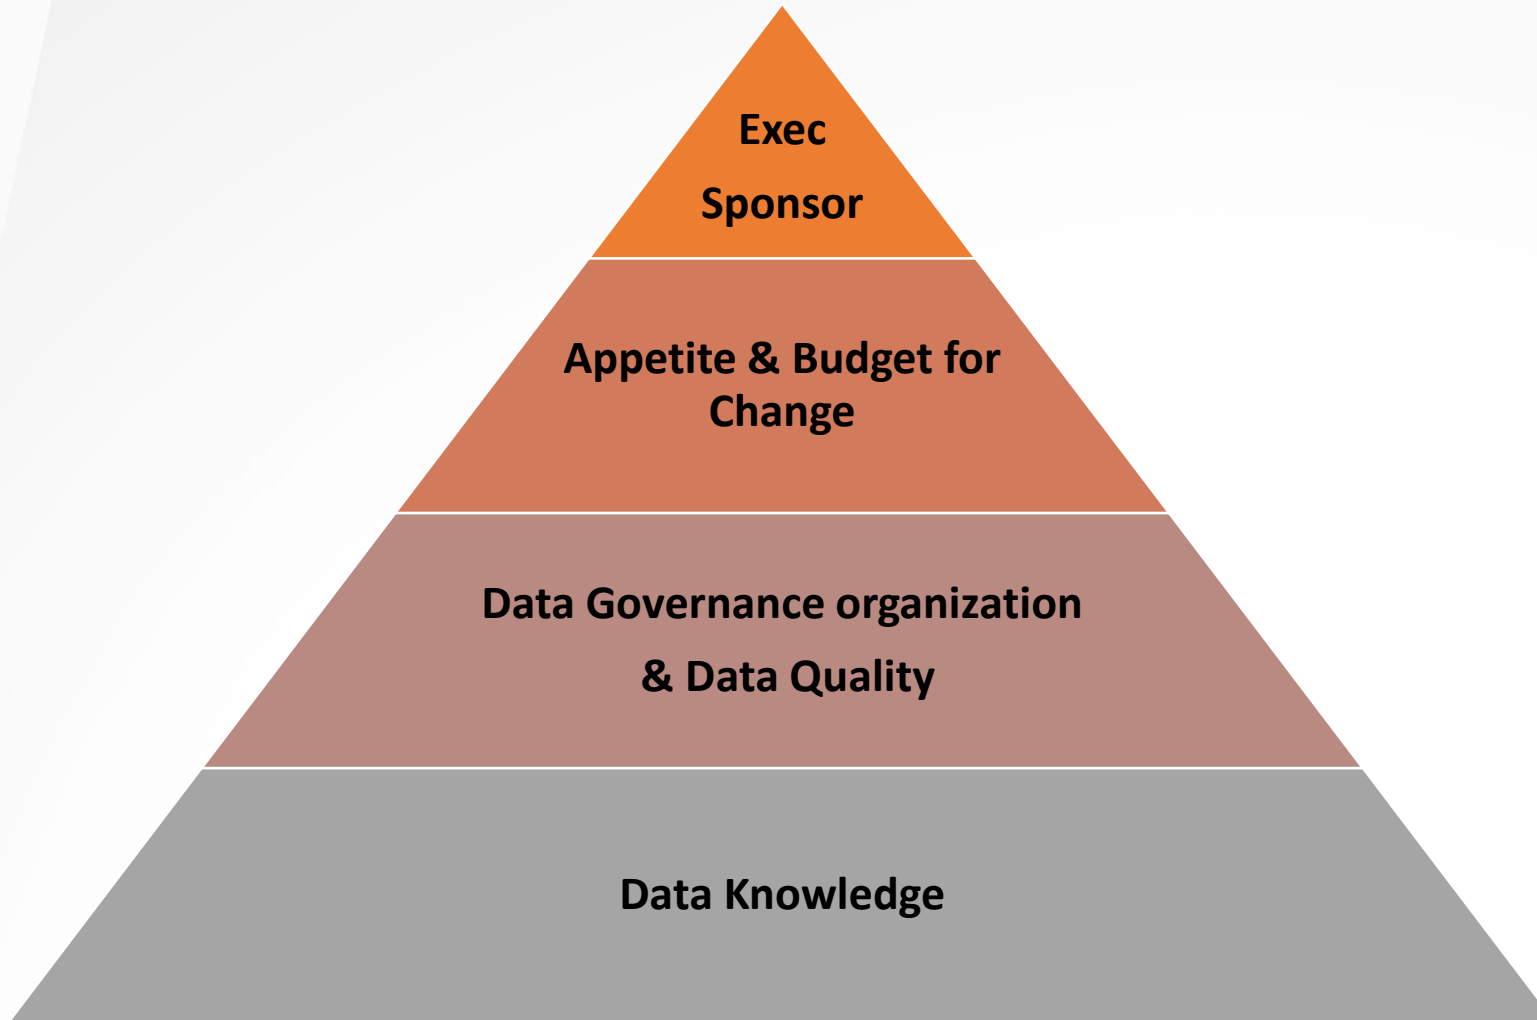 Exec
Sponsor
Appetite & Budget for
Change
Data Governance organization
& Data Quality
Data Knowledge